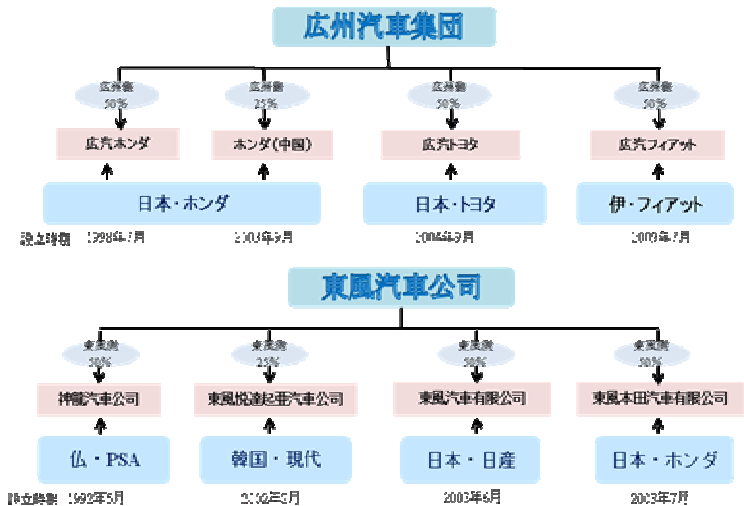 広州汽車集団
広州側 広州側 広州側 広州側
50% 25% 50% 50%
広汽ホンダ ホンダ(中国) 広汽トヨタ 広汽フィアット
日本・ホンダ 日本・トヨタ 伊・フィアット
設立時期 1998年7月 2003年9月 2004年9月 2009年7月
東風汽車公司
東風側 東風側 東風側 東風側
50% 25% 50% 50%
神龍汽車公司 東風悦達起亜汽車公司 東風汽車有限公司 東風本田汽車有限公司
仏・PSA 韓国・現代 日本・日産 日本・ホンダ
設立時期 1992年5月 2003年6月 2003年7月